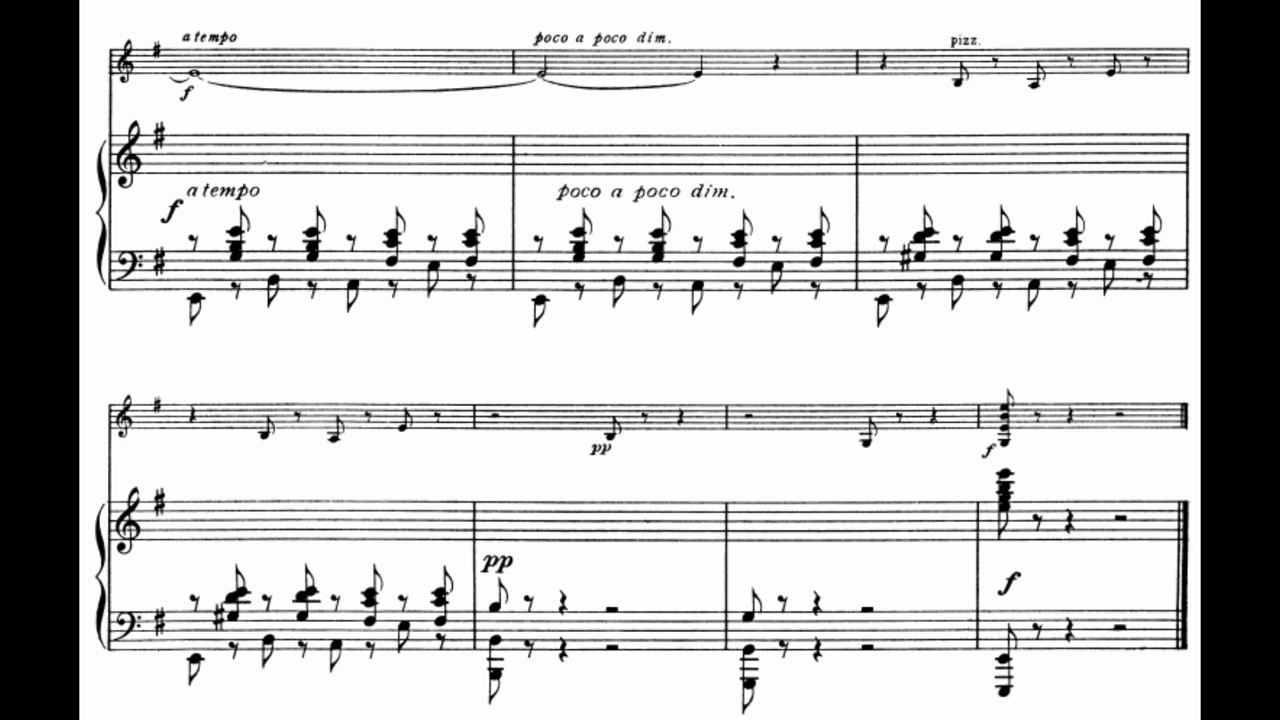 a tempo poco a poco dim. pizz.
f
a tempo poco a poco dim.
f
pp f
pp
f